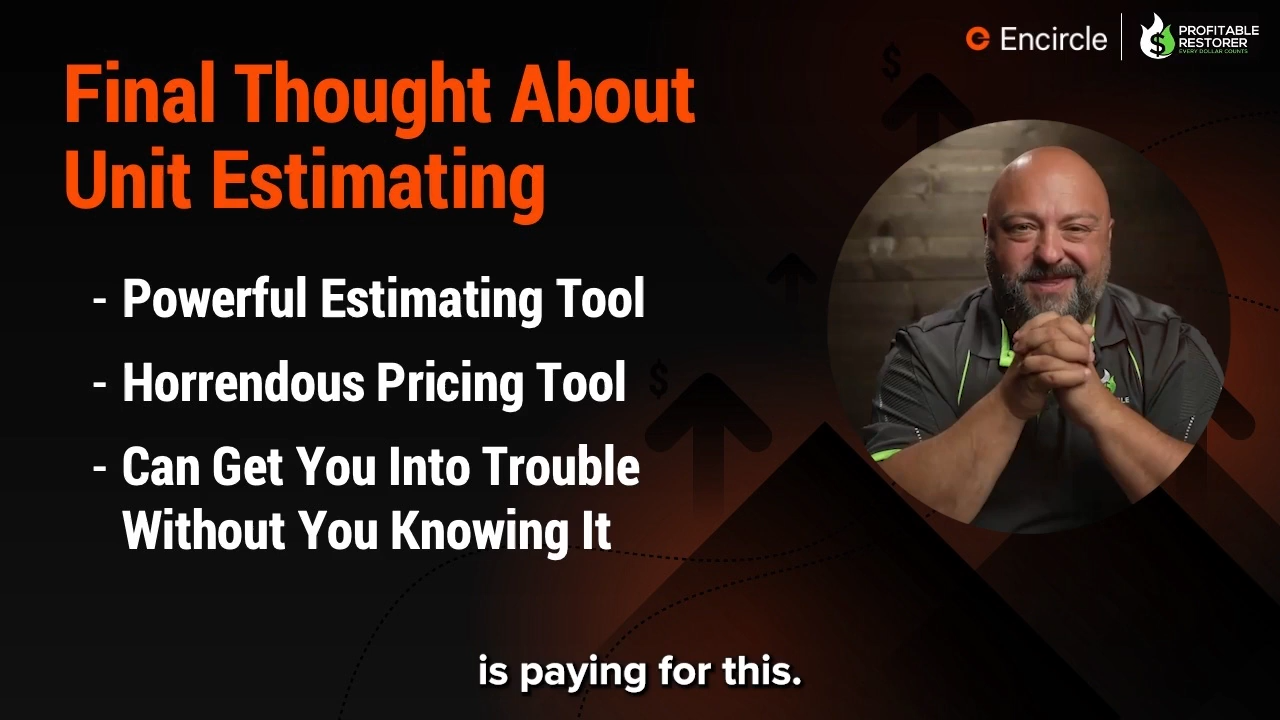 Encircle
PROFITABLE
RESTORER
EVERY DOLLAR COUNTS
Final Thought About
Unit Estimating
- Powerful Estimating Tool
- Horrendous Pricing Tool
- Can Get You Into Trouble
Without You Knowing It
is paying for this.